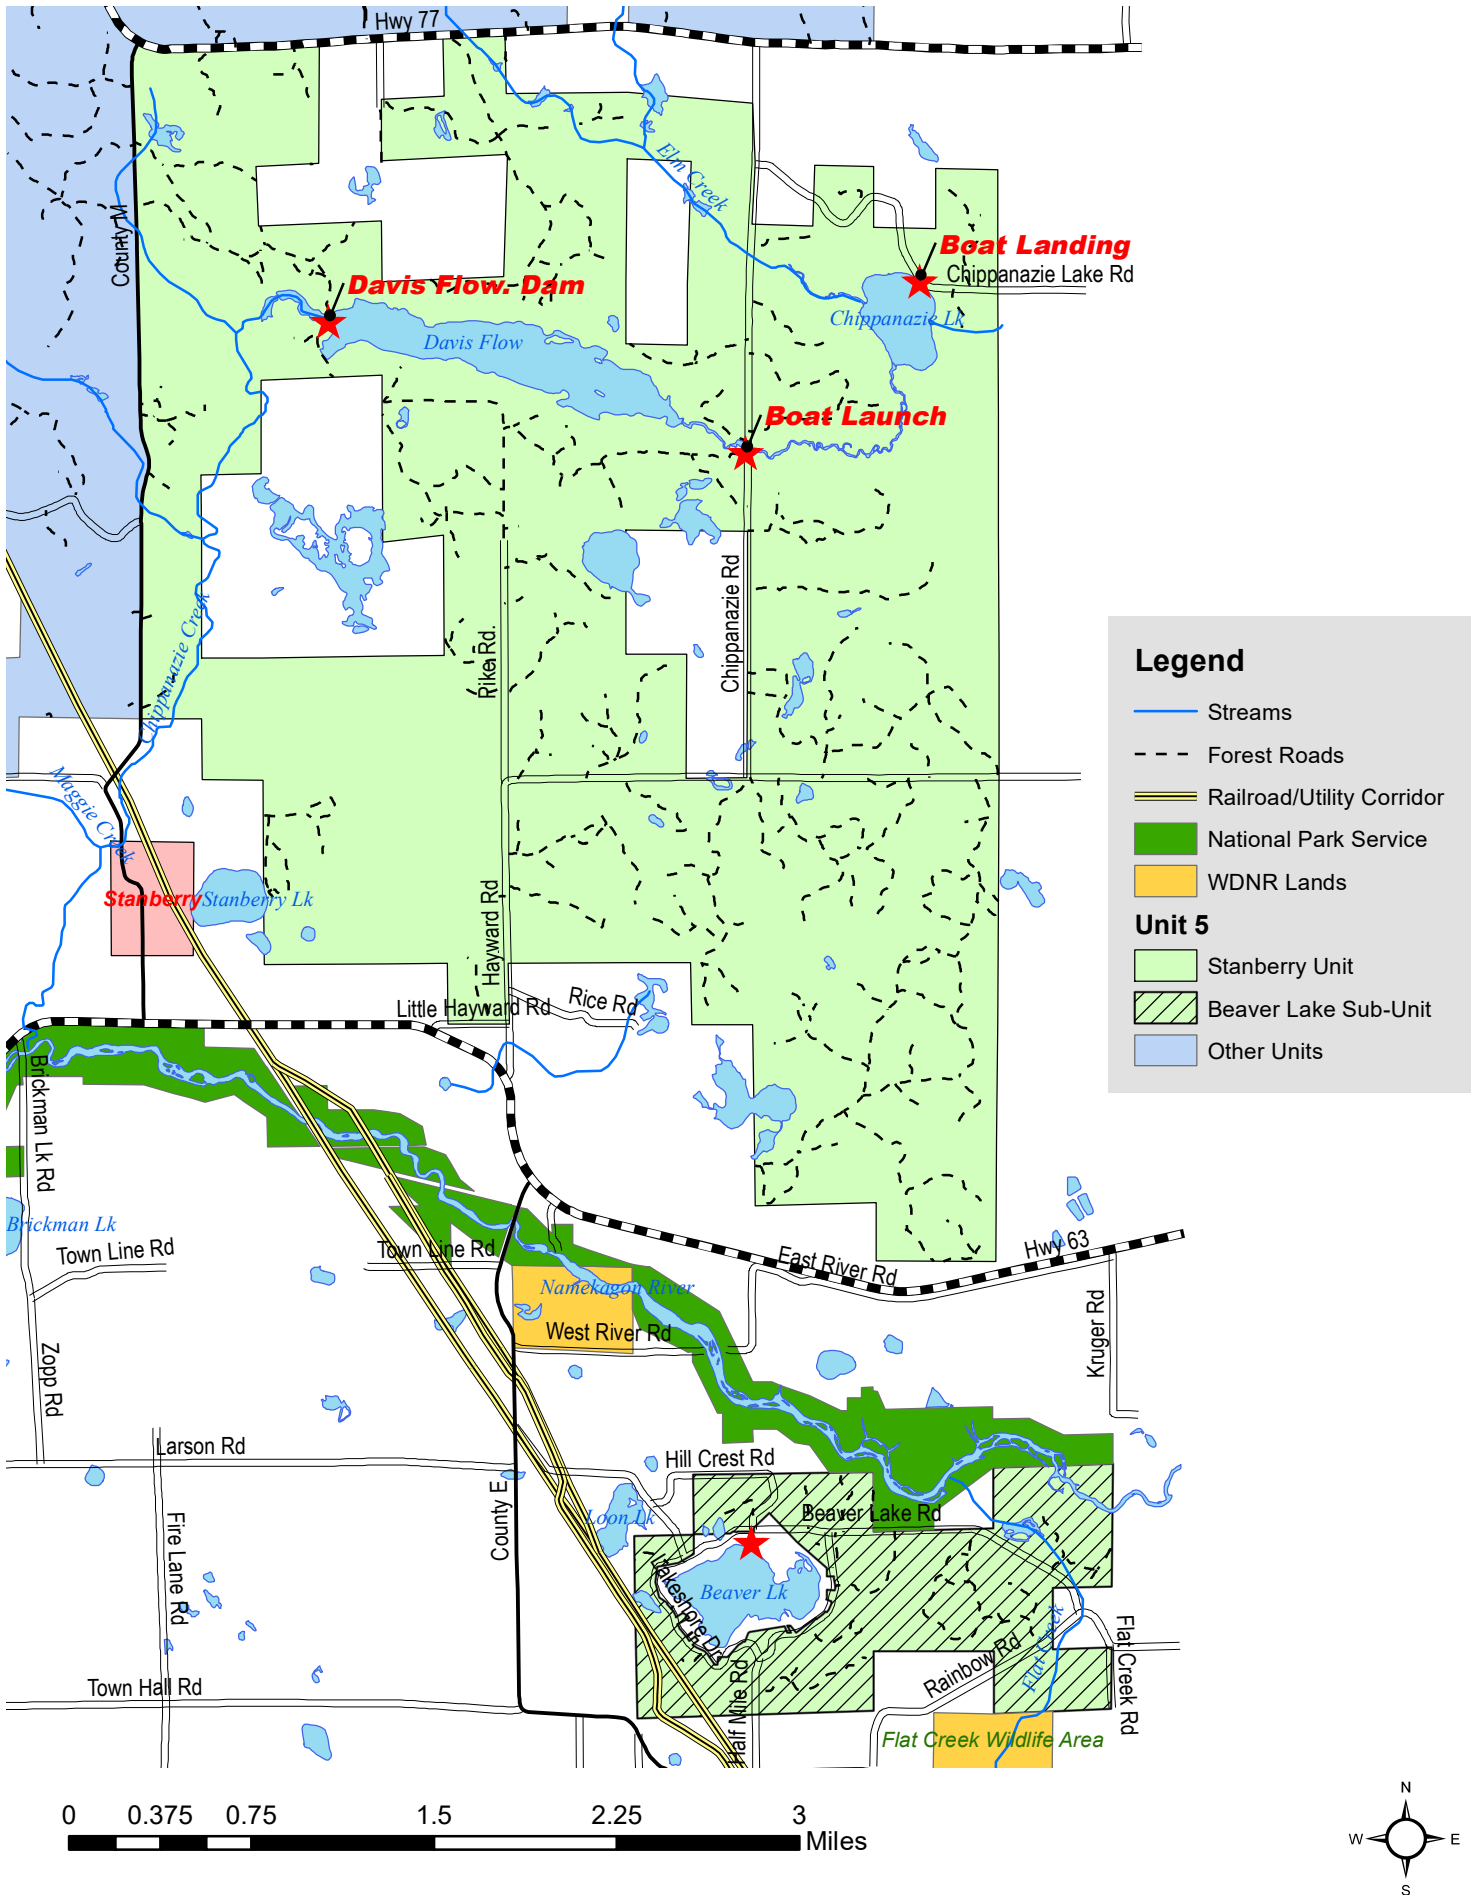 Hwy 77
Elm Creek
County M
Boat Landing
Chippanazie Lake Rd
Davis Flow. Dam
Chippanazie Lk
Davis Flow
Boat Launch
Chippanazie Rd
Chippanazie Creek
Rike Rd.
Legend
Streams
Forest Roads
Railroad/Utility Corridor
National Park Service
WDNR Lands
Unit 5
Stanberry Unit
Beaver Lake Sub-Unit
Other Units
Maggie Creek
Stanberry
Stanberry Lk
Hayward Rd
Little Hayward Rd
Rice Rd
Brickman Lk Rd
Brickman Lk
Town Line Rd
Town Line Rd
East River Rd
Hwy 63
Namekagon River
West River Rd
Kruger Rd
Zopp Rd
Larson Rd
Hill Crest Rd
Loon Lk
Beaver Lake Rd
County E
Fire Lane Rd
Lakeshore Dr
Beaver Lk
Flat Creek
Flat Creek Rd
Rainbow Rd
Half Mile Rd
Town Hall Rd
Flat Creek Wildlife Area
0 0.375 0.75 1.5 2.25 3
Miles
N
W E
S